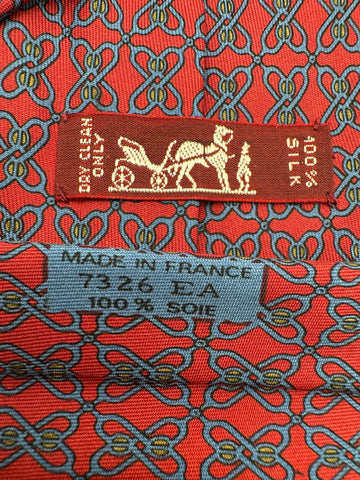 DRY CLEAN
ONLY
100%
SILK
MADE IN FRANCE
7326 EA
100% SOIE